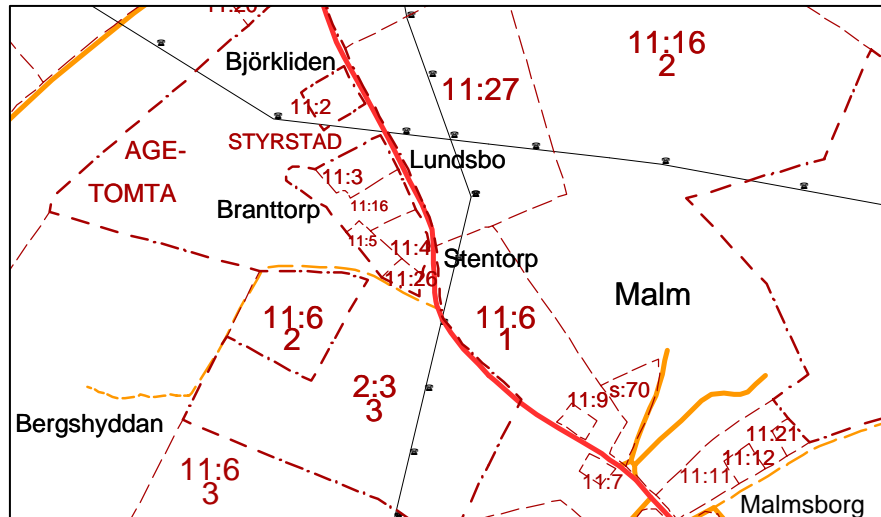 11:20
Björkliden
11:16
2
11:27
11:2
STYRSTAD
AGE-
TOMTA
Lundsbo
11:3
11:16
Branttorp
11:5
11:4
Stentorp
11:26
Malm
11:6
2
11:6
1
2:3
3
s:70
11:9
Bergshyddan
11:21
11:12
11:11
11:7
11:6
3
Malmsborg